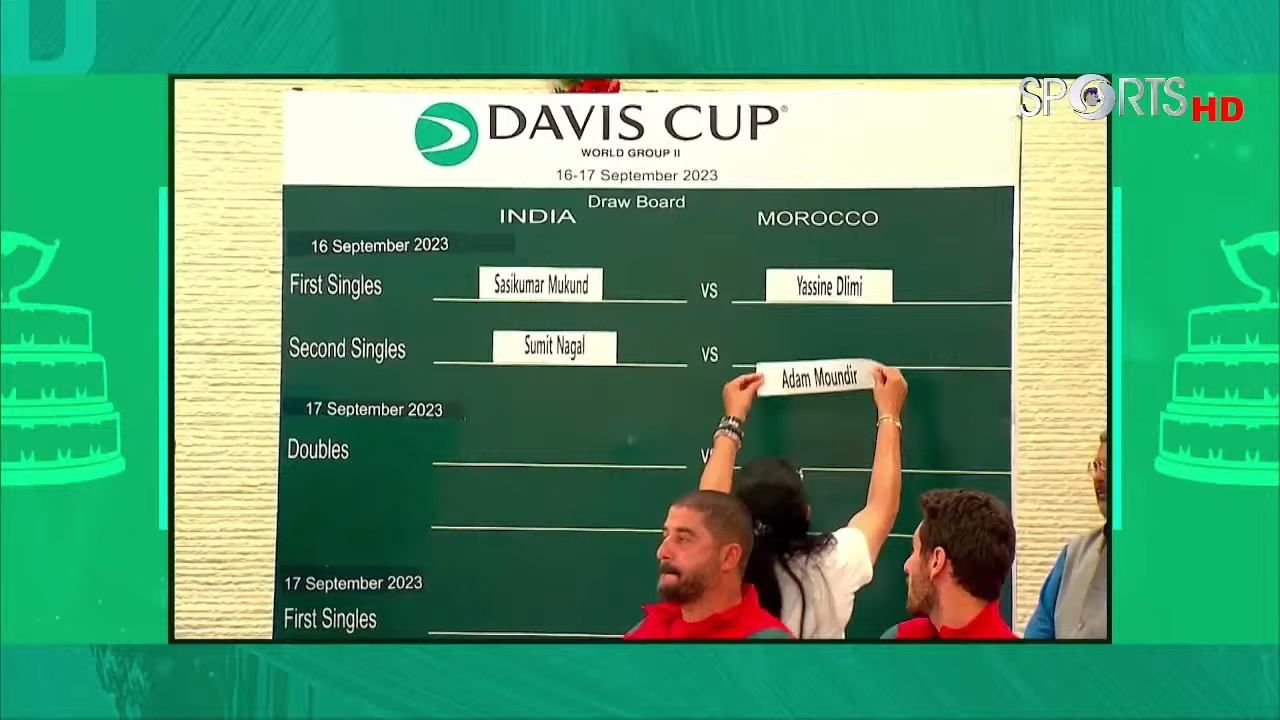 SPORTS HD
DAVIS CUP®
WORLD GROUP II
16-17 September 2023
Draw Board
INDIA MOROCCO
16 September 2023
First Singles Sasikumar Mukund VS Yassine Dlimi
Second Singles Sumit Nagal VS Adam Moundir
17 September 2023
Doubles
17 September 2023
First Singles